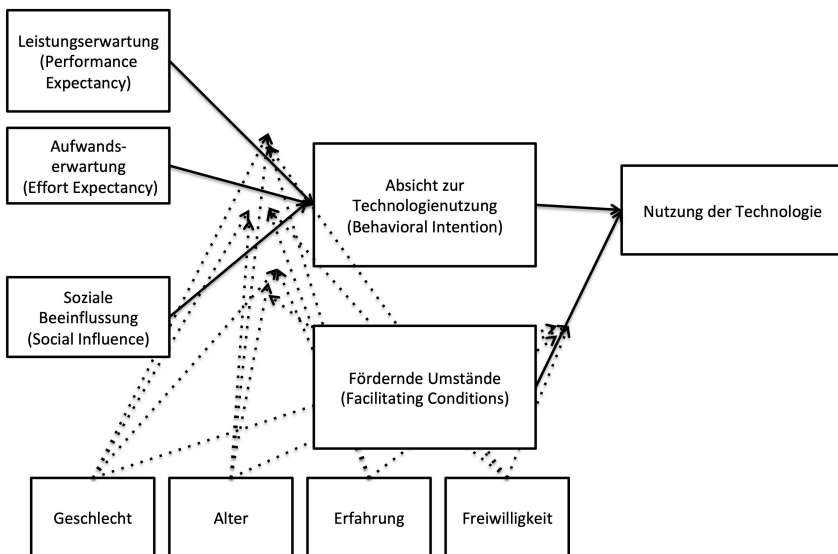 Leistungserwartung
(Performance
Expectancy)
Aufwands-
erwartung
(Effort Expectancy)
Absicht zur
Technologienutzung
(Behavioral Intention)
Nutzung der Technologie
Soziale
Beeinflussung
(Social Influence)
Fördernde Umstände
(Facilitating Conditions)
Geschlecht
Alter
Erfahrung
Freiwilligkeit